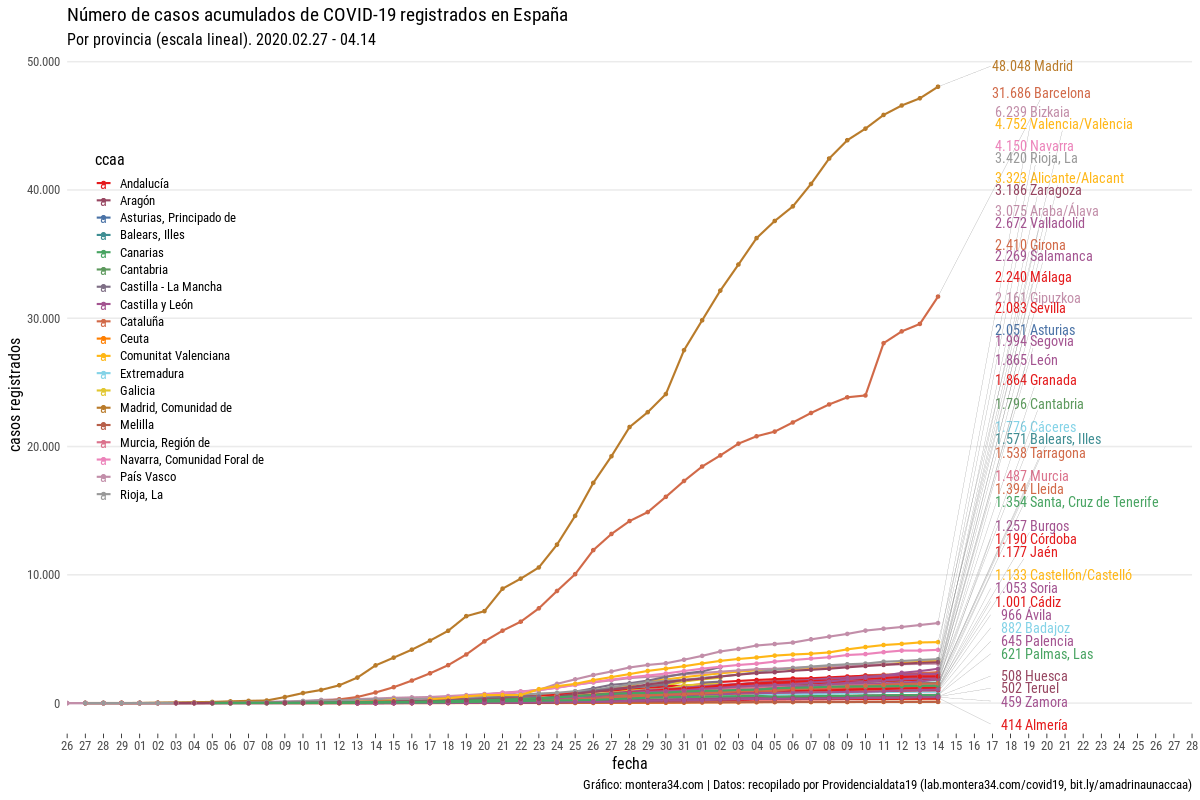 Número de casos acumulados de COVID-19 registrados en España
Por provincia (escala lineal). 2020.02.27 - 04.14
50.000
40.000
30.000
20.000
10.000
0
casos registrados
ccaa
Andalucía
Aragón
Asturias, Principado de
Balears, Illes
Canarias
Cantabria
Castilla - La Mancha
Castilla y León
Cataluña
Ceuta
Comunitat Valenciana
Extremadura
Galicia
Madrid, Comunidad de
Melilla
Murcia, Región de
Navarra, Comunidad Foral de
País Vasco
Rioja, La
48.048 Madrid
31.686 Barcelona
6.239 Bizkaia
4.752 Valencia/València
4.150 Navarra
3.420 Rioja, La
3.323 Alicante/Alacant
3.186 Zaragoza
3.075 Araba/Álava
2.672 Valladolid
2.410 Girona
2.269 Salamanca
2.240 Málaga
2.161 Gipuzkoa
2.083 Sevilla
2.051 Asturias
1.994 Segovia
1.865 León
1.864 Granada
1.796 Cantabria
1.776 Cáceres
1.571 Balears, Illes
1.538 Tarragona
1.487 Murcia
1.394 Lleida
1.354 Santa, Cruz de Tenerife
1.257 Burgos
1.190 Córdoba
1.177 Jaén
1.133 Castellón/Castelló
1.053 Soria
1.001 Cádiz
966 Ávila
882 Badajoz
645 Palencia
621 Palmas, Las
508 Huesca
502 Teruel
459 Zamora
414 Almería
26 27 28 29 01 02 03 04 05 06 07 08 09 10 11 12 13 14 15 16 17 18 19 20 21 22 23 24 25 26 27 28 29 30 31 01 02 03 04 05 06 07 08 09 10 11 12 13 14 15 16 17 18 19 20 21 22 23 24 25 26 27 28
fecha
Gráfico: montera34.com | Datos: recopilado por Providencialdata19 (lab.montera34.com/covid19, bit.ly/amadrinaunaccaa)